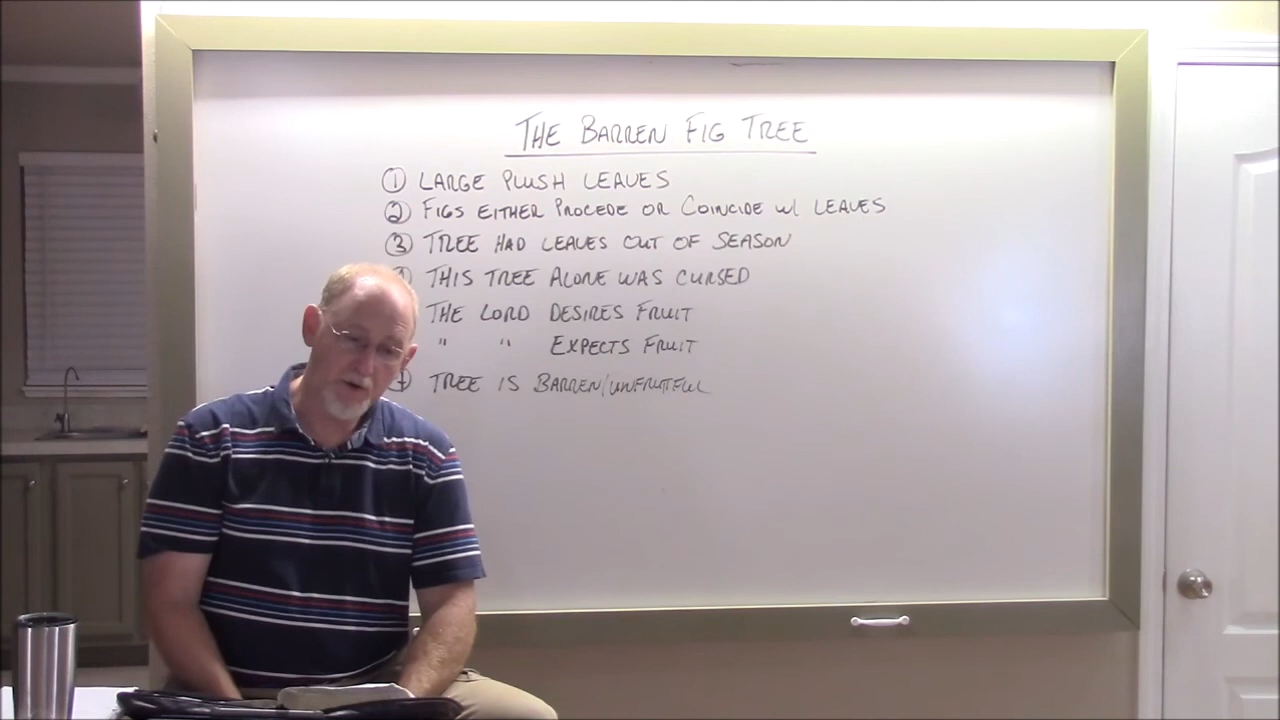 THE BARREN FIG TREE
① LARGE PLUSH LEAVES
② FIGS EITHER PROCEDE OR COINCIDE w/ LEAVES
③ TREE HAD LEAVES OUT OF SEASON
THIS TREE ALONE WAS CURSED
THE LORD DESIRES FRUIT
" " EXPECTS FRUIT
TREE IS BARREN/UNFRUTFUL